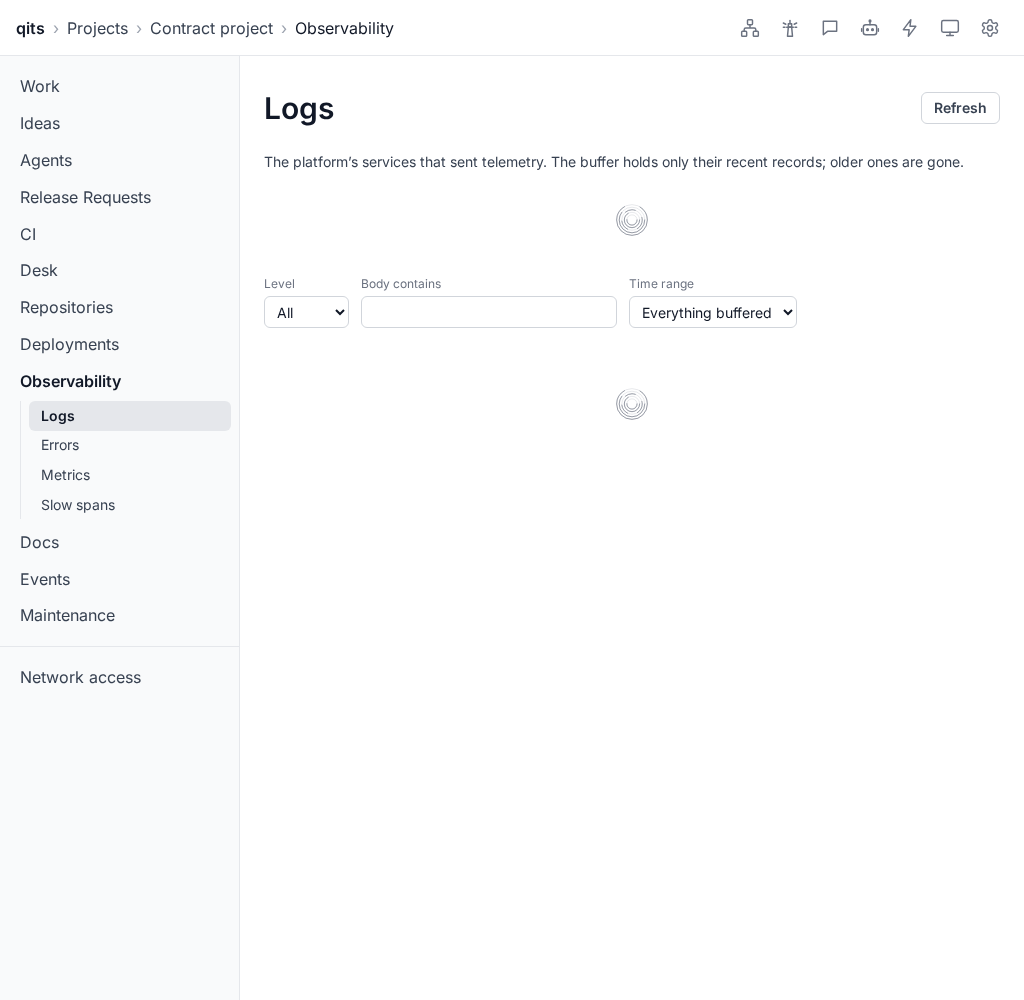 qits › Projects › Contract project › Observability
Work
Ideas
Agents
Release Requests
CI
Desk
Repositories
Deployments
Observability
Logs
Errors
Metrics
Slow spans
Docs
Events
Maintenance
Network access
Logs
Refresh
The platform’s services that sent telemetry. The buffer holds only their recent records; older ones are gone.
Level
Body contains
Time range
All
Everything buffered